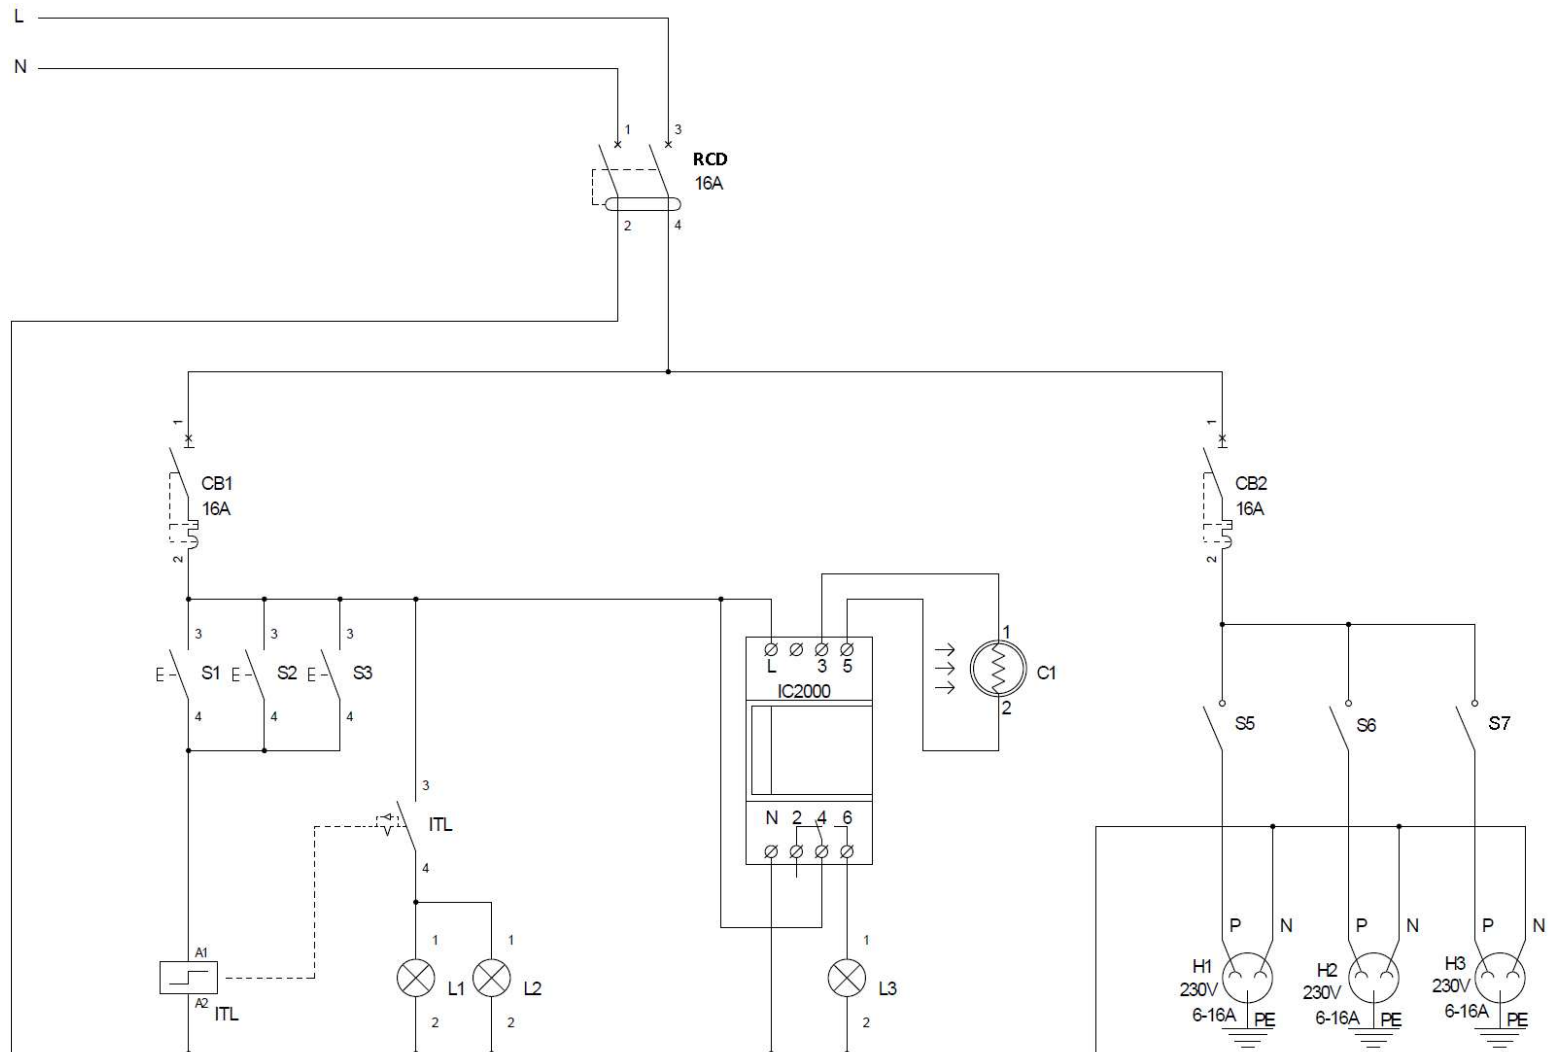 L
N
1 3
RCD
16A
2 4
1
CB1
16A
2
1
CB2
16A
2
3 3 3
S1 S2 S3
4 4 4
L 3 5
IC2000
1
C1
2
S5 S6 S7
3
ITL
4
N 2 4 6
A1
A2
ITL
1 1
L1 L2
2 2
1
L3
2
P N P N P N
H1
230V
6-16A PE
H2
230V
6-16A PE
H3
230V
6-16A PE